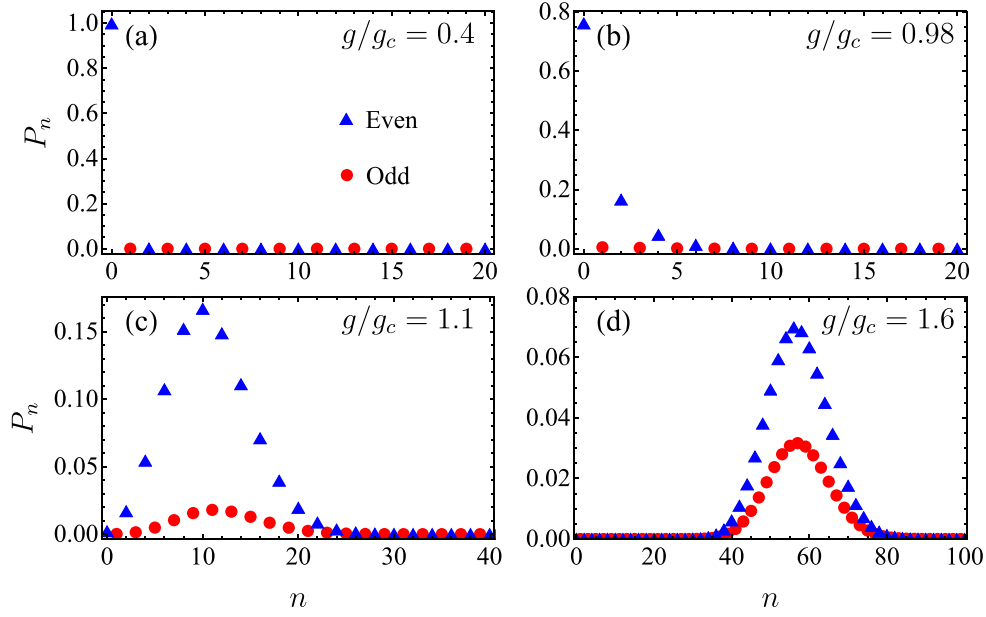 (a) g/g_c = 0.4
(b) g/g_c = 0.98
1.0
0.8
0.6
0.4
0.2
0.0
P_n
Even
Odd
0 5 10 15 20
0.8
0.6
0.4
0.2
0.0
0 5 10 15 20
(c) g/g_c = 1.1
(d) g/g_c = 1.6
0.15
0.10
0.05
0.00
P_n
0 10 20 30 40
n
0.08
0.06
0.04
0.02
0.00
0 20 40 60 80 100
n